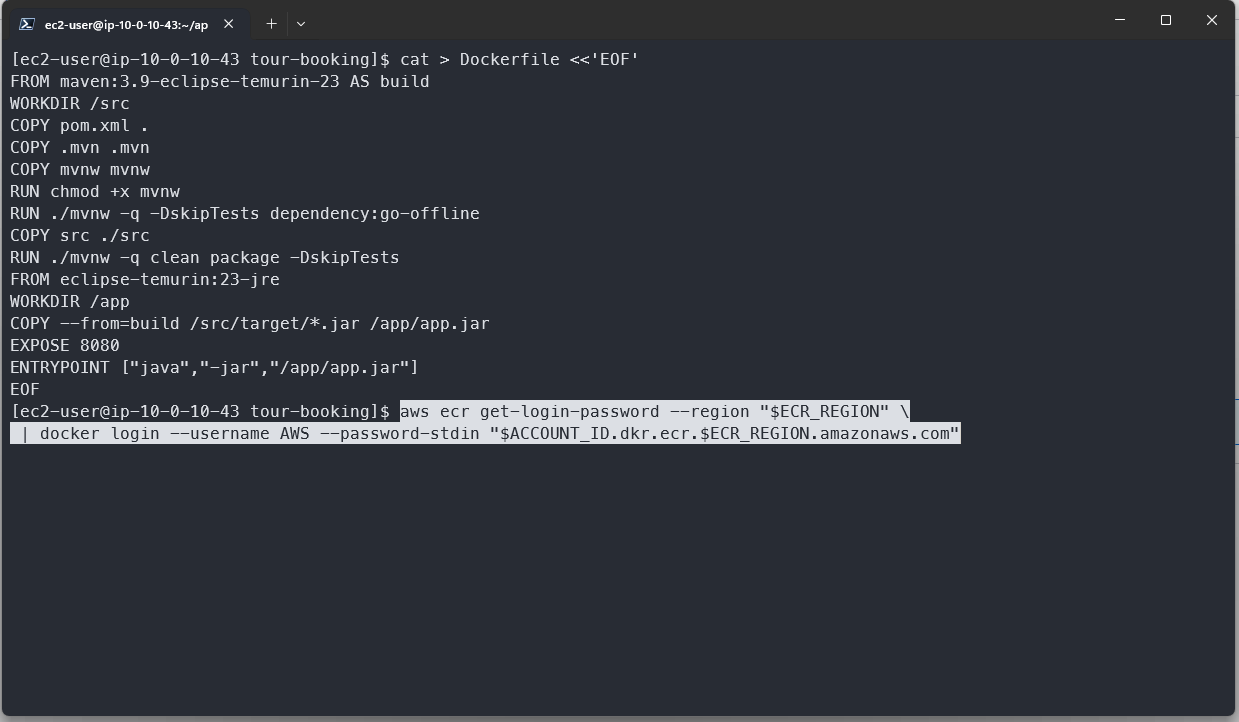 ec2-user@ip-10-0-10-43:~/ap
[ec2-user@ip-10-0-10-43 tour-booking]$ cat > Dockerfile <<'EOF'
FROM maven:3.9-eclipse-temurin-23 AS build
WORKDIR /src
COPY pom.xml .
COPY .mvn .mvn
COPY mvnw mvnw
RUN chmod +x mvnw
RUN ./mvnw -q -DskipTests dependency:go-offline
COPY src ./src
RUN ./mvnw -q clean package -DskipTests
FROM eclipse-temurin:23-jre
WORKDIR /app
COPY --from=build /src/target/*.jar /app/app.jar
EXPOSE 8080
ENTRYPOINT ["java","-jar","/app/app.jar"]
EOF
[ec2-user@ip-10-0-10-43 tour-booking]$ aws ecr get-login-password --region "$ECR_REGION" \
 | docker login --username AWS --password-stdin "$ACCOUNT_ID.dkr.ecr.$ECR_REGION.amazonaws.com"